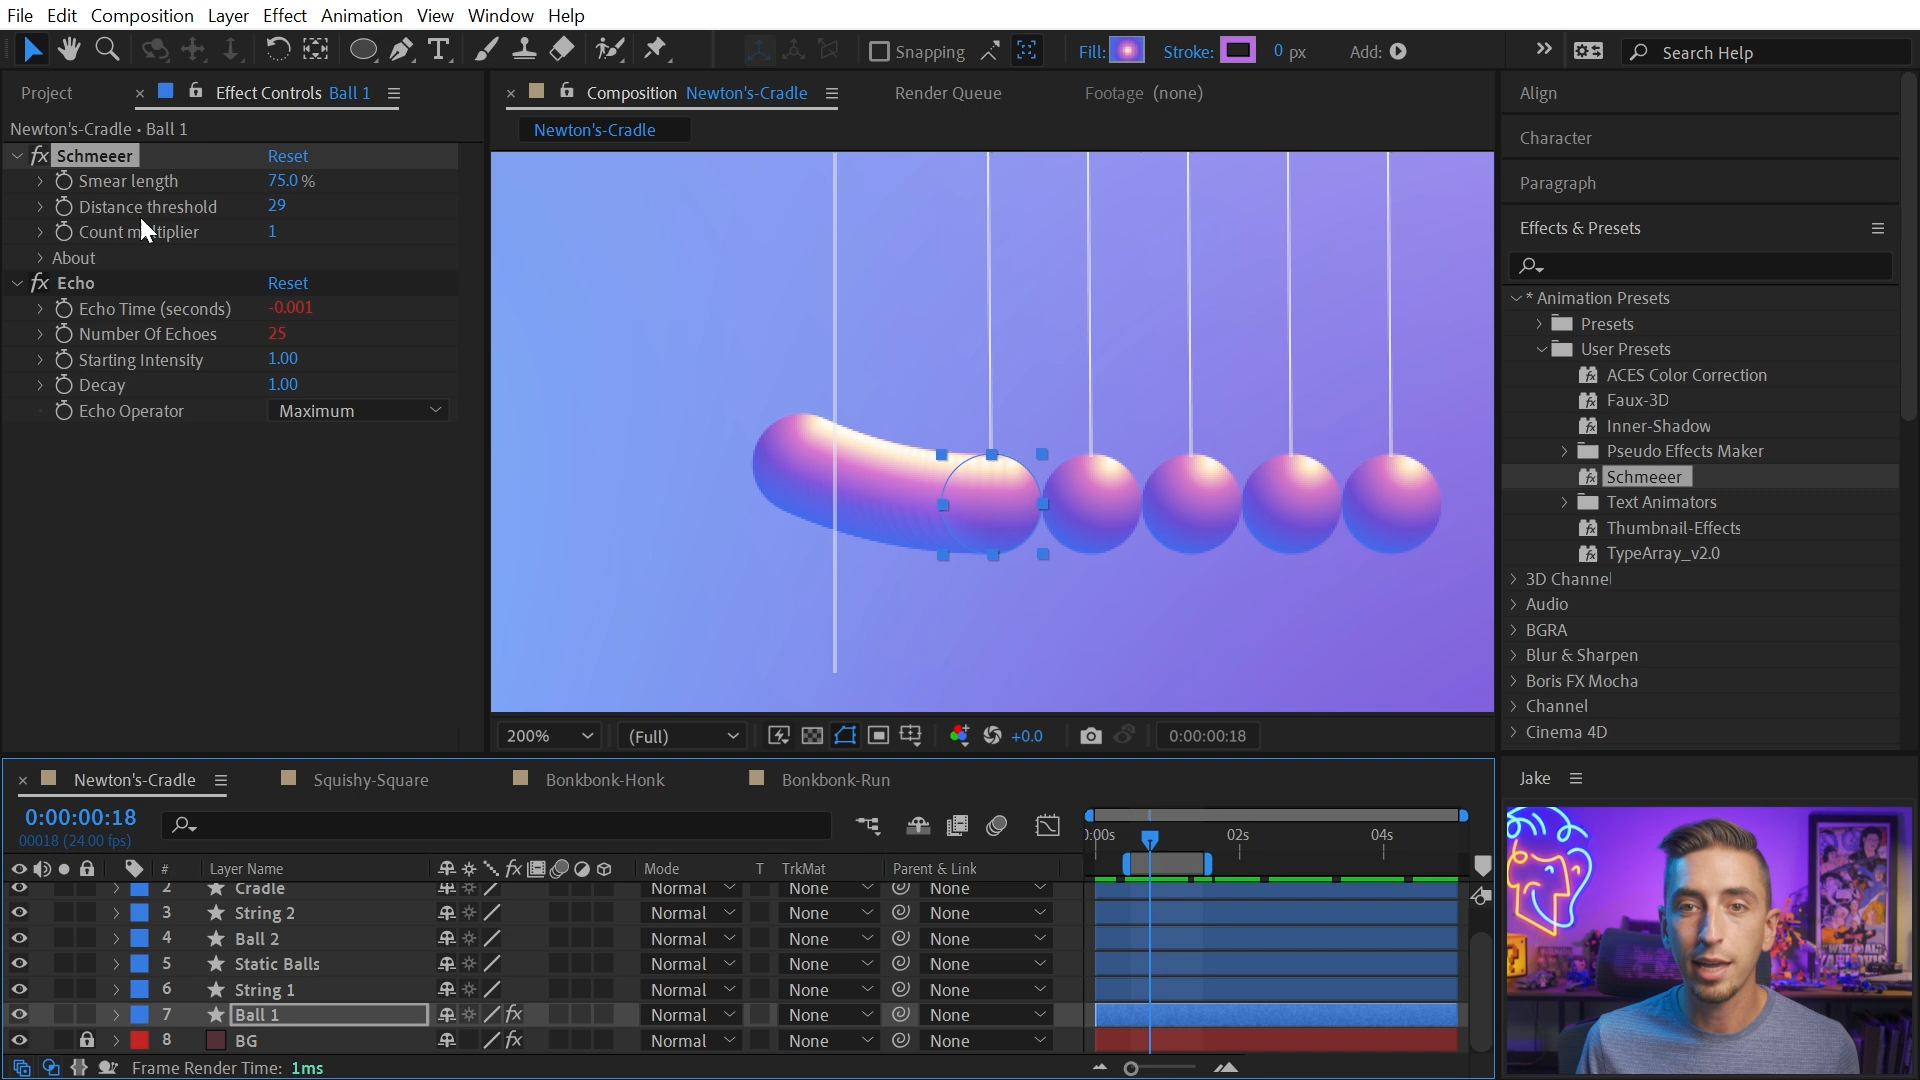 File Edit Composition Layer Effect Animation View Window Help
Snapping Fill: Stroke: 0 px Add: Search Help
Project × Effect Controls Ball 1
Newton's-Cradle • Ball 1
fx Schmeeer Reset
Smear length 75.0 %
Distance threshold 29
Count multiplier 1
About
fx Echo Reset
Echo Time (seconds) -0.001
Number Of Echoes 25
Starting Intensity 1.00
Decay 1.00
Echo Operator Maximum
× Composition Newton's-Cradle Render Queue Footage (none)
Newton's-Cradle
200% (Full) +0.0 0:00:00:18
Align
Character
Paragraph
Effects & Presets
* Animation Presets
Presets
User Presets
ACES Color Correction
Faux-3D
Inner-Shadow
Pseudo Effects Maker
Schmeeer
Text Animators
Thumbnail-Effects
TypeArray_v2.0
3D Channel
Audio
BGRA
Blur & Sharpen
Boris FX Mocha
Channel
Cinema 4D
× Newton's-Cradle Squishy-Square Bonkbonk-Honk Bonkbonk-Run
0:00:00:18
00018 (24.00 fps)
:00s 02s 04s
# Layer Name fx Mode T TrkMat Parent & Link
2 Cradle Normal None None
3 String 2 Normal None None
4 Ball 2 Normal None None
5 Static Balls Normal None None
6 String 1 Normal None None
7 Ball 1 fx Normal None None
8 BG fx Normal None None
Frame Render Time: 1ms
Jake